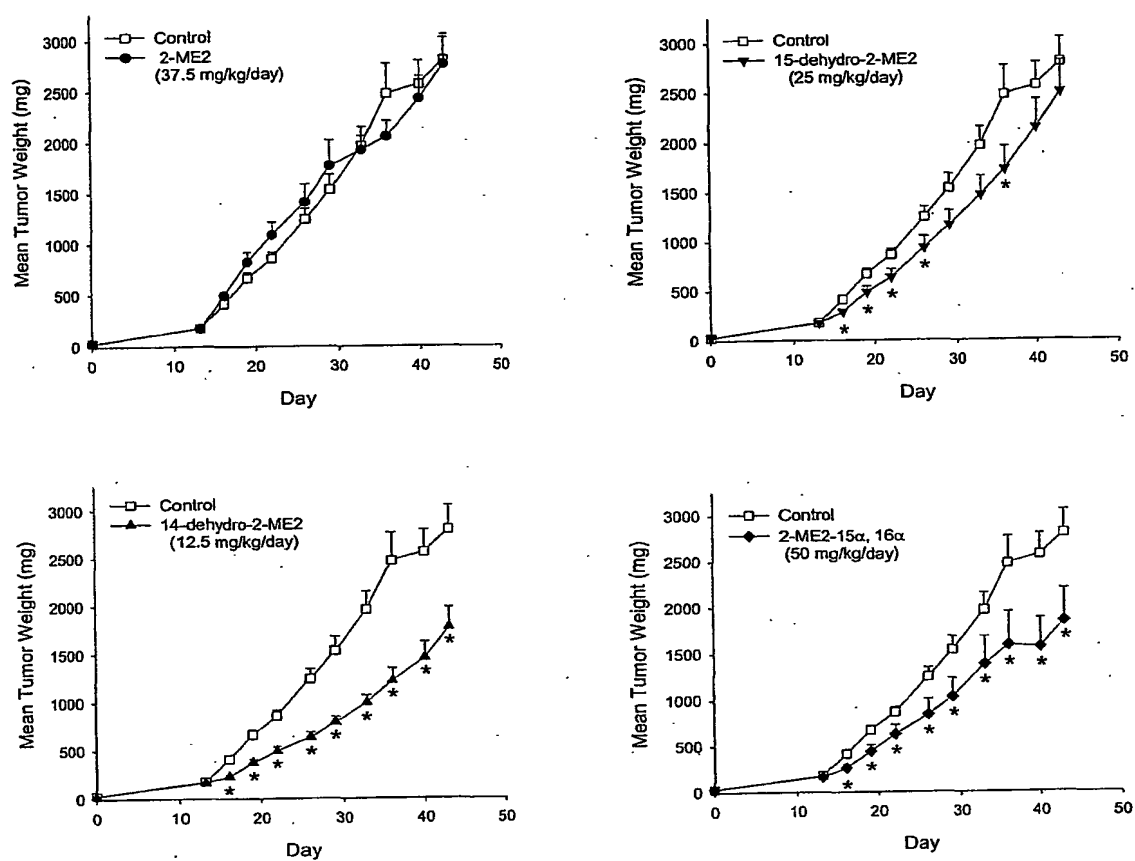 Control
2-ME2
(37.5 mg/kg/day)
Mean Tumor Weight (mg)
3000
2500
2000
1500
1000
500
0
0 10 20 30 40 50
Day
Control
15-dehydro-2-ME2
(25 mg/kg/day)
Mean Tumor Weight (mg)
3000
2500
2000
1500
1000
500
0
* * * * *
0 10 20 30 40 50
Day
Control
14-dehydro-2-ME2
(12.5 mg/kg/day)
Mean Tumor Weight (mg)
3000
2500
2000
1500
1000
500
0
* * * * * * * * *
0 10 20 30 40 50
Day
Control
2-ME2-15α, 16α
(50 mg/kg/day)
Mean Tumor Weight (mg)
3000
2500
2000
1500
1000
500
0
* * * * * * * * *
0 10 20 30 40 50
Day